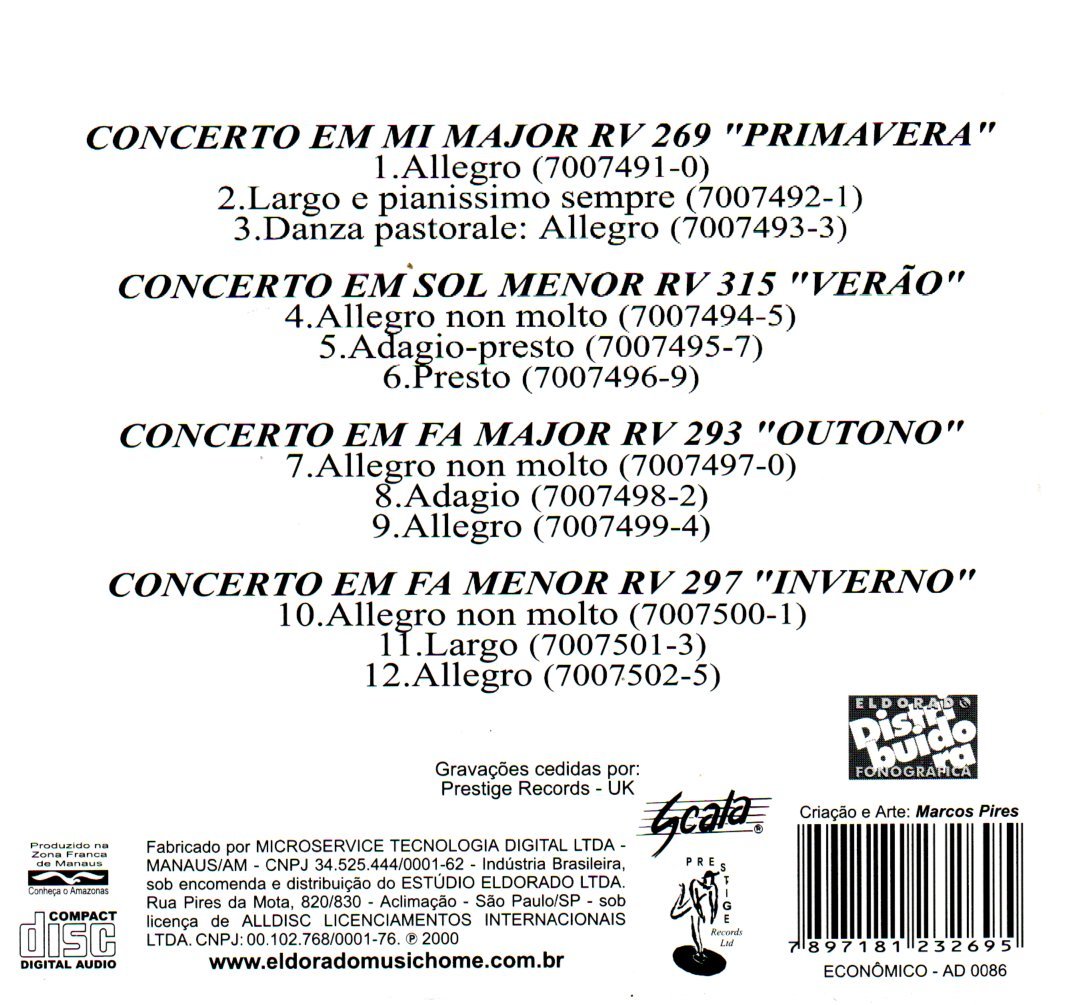 CONCERTO EM MI MAJOR RV 269 "PRIMAVERA"
1.Allegro (7007491-0)
2.Largo e pianissimo sempre (7007492-1)
3.Danza pastorale: Allegro (7007493-3)
CONCERTO EM SOL MENOR RV 315 "VERÃO"
4.Allegro non molto (7007494-5)
5.Adagio-presto (7007495-7)
6.Presto (7007496-9)
CONCERTO EM FA MAJOR RV 293 "OUTONO"
7.Allegro non molto (7007497-0)
8.Adagio (7007498-2)
9.Allegro (7007499-4)
CONCERTO EM FA MENOR RV 297 "INVERNO"
10.Allegro non molto (7007500-1)
11.Largo (7007501-3)
12.Allegro (7007502-5)
ELDORADO
Distri
buido
ra
FONOGRÁFICA
Gravações cedidas por:
Prestige Records - UK
Scala ®
PRESTIGE
Records
Ltd
Criação e Arte: Marcos Pires
7 897181 232695
ECONÔMICO - AD 0086
Produzido na
Zona Franca
de Manaus
Conheça o Amazonas
COMPACT
disc
DIGITAL AUDIO
Fabricado por MICROSERVICE TECNOLOGIA DIGITAL LTDA -
MANAUS/AM - CNPJ 34.525.444/0001-62 - Indústria Brasileira,
sob encomenda e distribuição do ESTÚDIO ELDORADO LTDA.
Rua Pires da Mota, 820/830 - Aclimação - São Paulo/SP - sob
licença de ALLDISC LICENCIAMENTOS INTERNACIONAIS
LTDA. CNPJ: 00.102.768/0001-76. ℗ 2000
www.eldoradomusichome.com.br